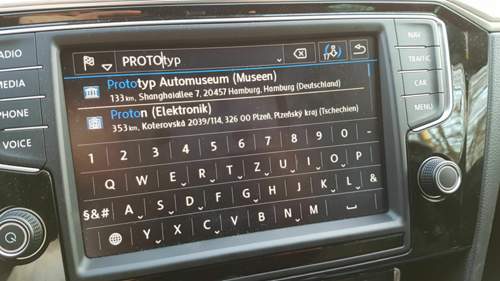 RADIO
MEDIA
PHONE
VOICE
PROTOtyp
17
Prototyp Automuseum (Museen)
133 km, Shanghaiallee 7, 20457 Hamburg, Hamburg (Deutschland)
Proton (Elektronik)
353 km, Koterovská 2039/114, 326 00 Plzeň, Plzeňský kraj (Tschechien)
1 2 3 4 5 6 7 8 9 0
Q W E R T Z U I O P
§&# A S D F G H J K L &
Y X C V B N M
NAV
TRAFFIC
CAR
MENU